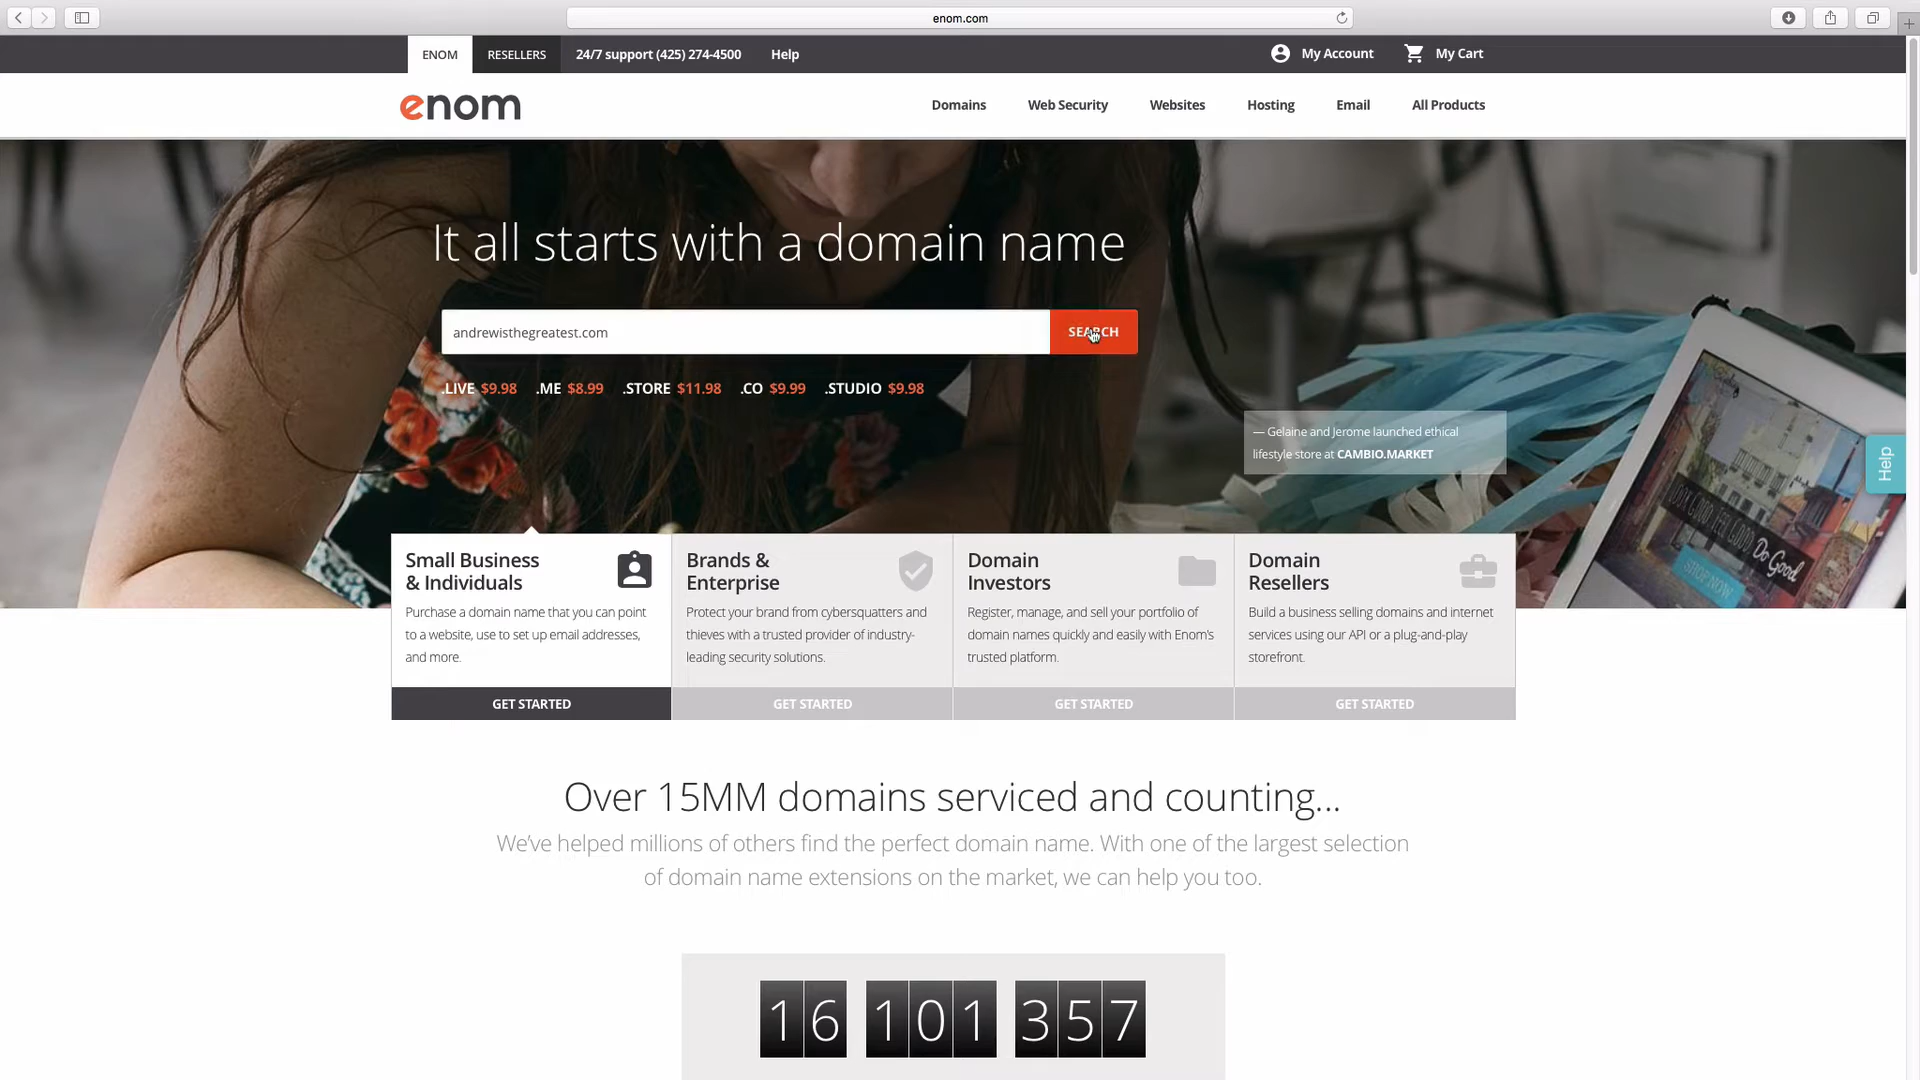 enom.com
ENOM RESELLERS 24/7 support (425) 274-4500 Help My Account My Cart
enom
Domains Web Security Websites Hosting Email All Products
It all starts with a domain name
andrewisthegreatest.com SEARCH
.LIVE $9.98 .ME $8.99 .STORE $11.98 .CO $9.99 .STUDIO $9.98
— Gelaine and Jerome launched ethical
lifestyle store at CAMBIO.MARKET
Help
DO GOOD FEEL GOOD Do Good
SHOP NOW
Small Business
& Individuals
Purchase a domain name that you can point
to a website, use to set up email addresses,
and more.
GET STARTED
Brands &
Enterprise
Protect your brand from cybersquatters and
thieves with a trusted provider of industry-
leading security solutions.
GET STARTED
Domain
Investors
Register, manage, and sell your portfolio of
domain names quickly and easily with Enom's
trusted platform.
GET STARTED
Domain
Resellers
Build a business selling domains and internet
services using our API or a plug-and-play
storefront.
GET STARTED
Over 15MM domains serviced and counting...
We've helped millions of others find the perfect domain name. With one of the largest selection
of domain name extensions on the market, we can help you too.
16 101 357